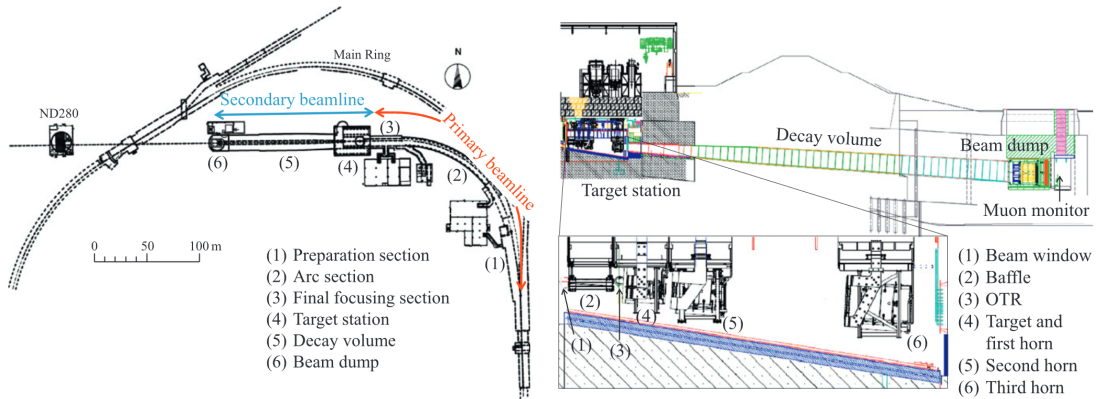 Main Ring
N
ND280
Secondary beamline
Primary beamline
(3)
(6)
(5)
(4)
(2)
(1)
0 50 100 m
(1) Preparation section
(2) Arc section
(3) Final focusing section
(4) Target station
(5) Decay volume
(6) Beam dump
Decay volume
Beam dump
Target station
Muon monitor
(2)
(4)
(5)
(6)
(1)
(3)
(1) Beam window
(2) Baffle
(3) OTR
(4) Target and
first horn
(5) Second horn
(6) Third horn